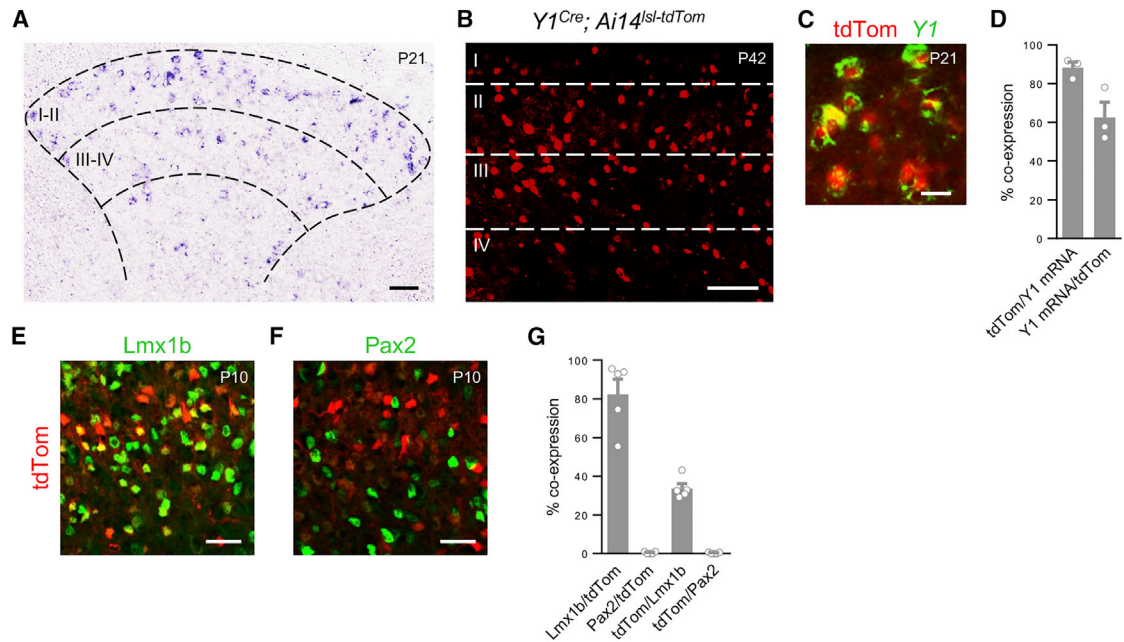 A
P21
I-II
III-IV
B
Y1Cre; Ai14lsl-tdTom
P42
I
II
III
IV
C
tdTom Y1
P21
D
% co-expression
100
80
60
40
20
0
tdTom/Y1 mRNA
Y1 mRNA/tdTom
E
Lmx1b
tdTom
P10
F
Pax2
P10
G
% co-expression
100
80
60
40
20
0
Lmx1b/tdTom
Pax2/tdTom
tdTom/Lmx1b
tdTom/Pax2